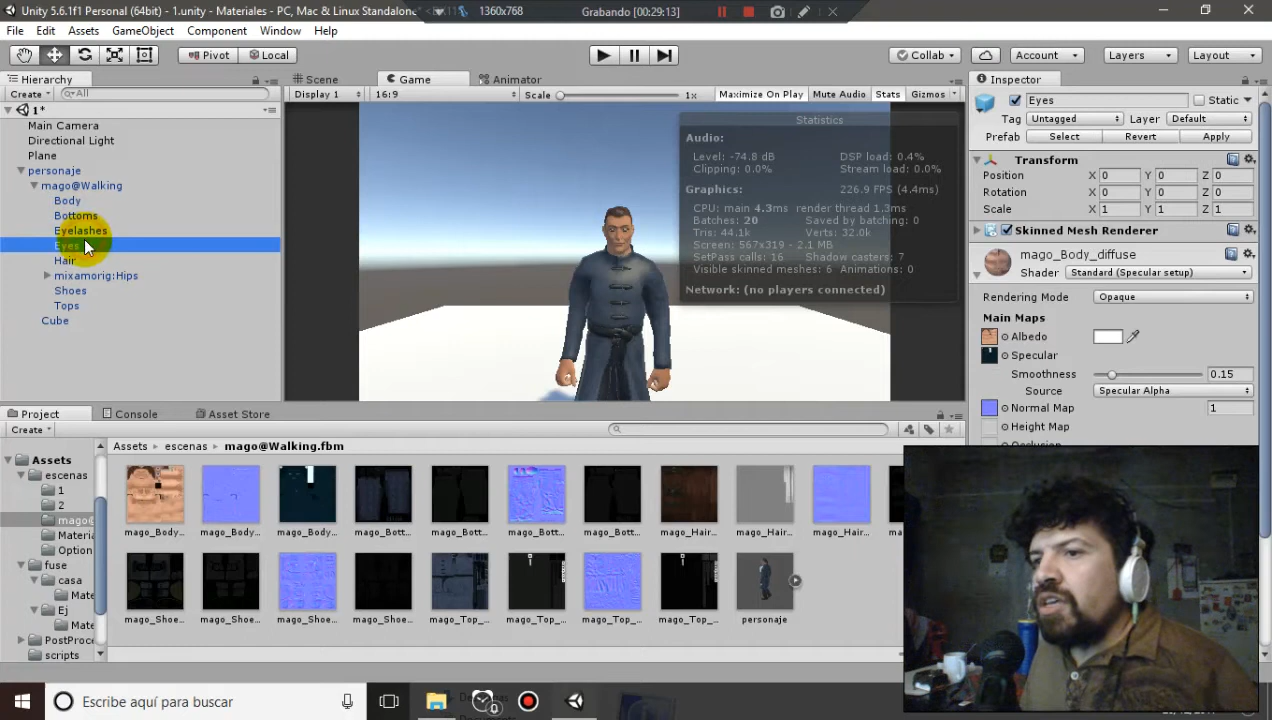 Unity 5.6.1f1 Personal (64bit) - 1.unity - Materiales - PC, Mac & Linux Standalone
1360x768
Grabando (00:29:13)
File Edit Assets GameObject Component Window Help
Pivot Local
Collab
Account
Layers
Layout
Hierarchy
Create
All
1*
Main Camera
Directional Light
Plane
personaje
mago@Walking
Body
Bottoms
Eyelashes
Eyes
Hair
mixamorig:Hips
Shoes
Tops
Cube
Scene
Game
Animator
Display 1
16:9
Scale
1x
Maximize On Play
Mute Audio
Stats
Gizmos
Statistics
Audio:
Level: -74.8 dB DSP load: 0.4%
Clipping: 0.0% Stream load: 0.0%
Graphics: 226.9 FPS (4.4ms)
CPU: main 4.3ms render thread 1.3ms
Batches: 20 Saved by batching: 0
Tris: 44.1k Verts: 32.0k
Screen: 567x319 - 2.1 MB
SetPass calls: 16 Shadow casters: 7
Visible skinned meshes: 6 Animations: 0
Network: (no players connected)
Inspector
Eyes
Static
Tag Untagged Layer Default
Prefab Select Revert Apply
Transform
Position X 0 Y 0 Z 0
Rotation X 0 Y 0 Z 0
Scale X 1 Y 1 Z 1
Skinned Mesh Renderer
mago_Body_diffuse
Shader Standard (Specular setup)
Rendering Mode Opaque
Main Maps
Albedo
Specular
Smoothness 0.15
Source Specular Alpha
Normal Map 1
Height Map
Project
Console
Asset Store
Create
Assets
escenas
1
2
mago@
Materia
Option
fuse
casa
Mate
Ej
Mate
PostProce
scripts
Assets escenas mago@Walking.fbm
mago_Body... mago_Body... mago_Body... mago_Bott... mago_Bott... mago_Bott... mago_Bott... mago_Hair... mago_Hair... mago_Hair...
mago_Shoe... mago_Shoe... mago_Shoe... mago_Shoe... mago_Top_... mago_Top_... mago_Top_... mago_Top_... personaje
Escribe aquí para buscar